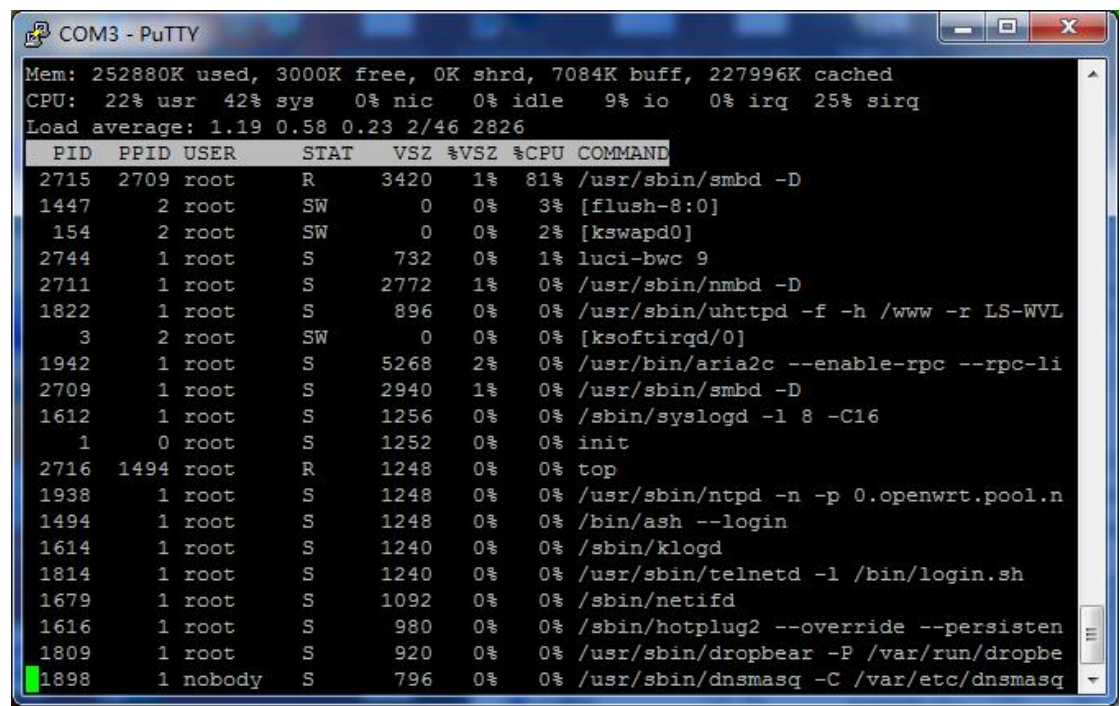 COM3 - PuTTY
Mem: 252880K used, 3000K free, 0K shrd, 7084K buff, 227996K cached
CPU:  22% usr  42% sys   0% nic   0% idle   9% io   0% irq  25% sirq
Load average: 1.19 0.58 0.23 2/46 2826
  PID  PPID USER     STAT   VSZ %VSZ %CPU COMMAND
 2715  2709 root     R     3420   1%  81% /usr/sbin/smbd -D
 1447     2 root     SW       0   0%   3% [flush-8:0]
  154     2 root     SW       0   0%   2% [kswapd0]
 2744     1 root     S      732   0%   1% luci-bwc 9
 2711     1 root     S     2772   1%   0% /usr/sbin/nmbd -D
 1822     1 root     S      896   0%   0% /usr/sbin/uhttpd -f -h /www -r LS-WVL
    3     2 root     SW       0   0%   0% [ksoftirqd/0]
 1942     1 root     S     5268   2%   0% /usr/bin/aria2c --enable-rpc --rpc-li
 2709     1 root     S     2940   1%   0% /usr/sbin/smbd -D
 1612     1 root     S     1256   0%   0% /sbin/syslogd -l 8 -C16
    1     0 root     S     1252   0%   0% init
 2716  1494 root     R     1248   0%   0% top
 1938     1 root     S     1248   0%   0% /usr/sbin/ntpd -n -p 0.openwrt.pool.n
 1494     1 root     S     1248   0%   0% /bin/ash --login
 1614     1 root     S     1240   0%   0% /sbin/klogd
 1814     1 root     S     1240   0%   0% /usr/sbin/telnetd -l /bin/login.sh
 1679     1 root     S     1092   0%   0% /sbin/netifd
 1616     1 root     S      980   0%   0% /sbin/hotplug2 --override --persisten
 1809     1 root     S      920   0%   0% /usr/sbin/dropbear -P /var/run/dropbe
 1898     1 nobody   S      796   0%   0% /usr/sbin/dnsmasq -C /var/etc/dnsmasq